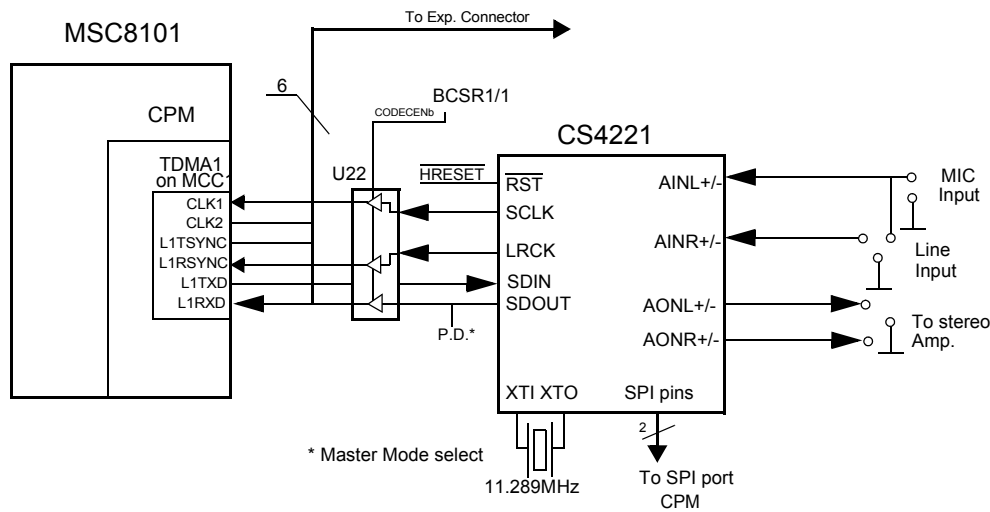 To Exp. Connector
MSC8101
6
BCSR1/1
CODECENb
CPM
CS4221
TDMA1
on MCC1
U22
HRESET
RST
AINL+/-
MIC
Input
CLK1
SCLK
CLK2
L1TSYNC
LRCK
AINR+/-
Line
Input
L1RSYNC
L1TXD
SDIN
L1RXD
SDOUT
AONL+/-
P.D.*
AONR+/-
To stereo
Amp.
XTI XTO
SPI pins
2
* Master Mode select
11.289MHz
To SPI port
CPM